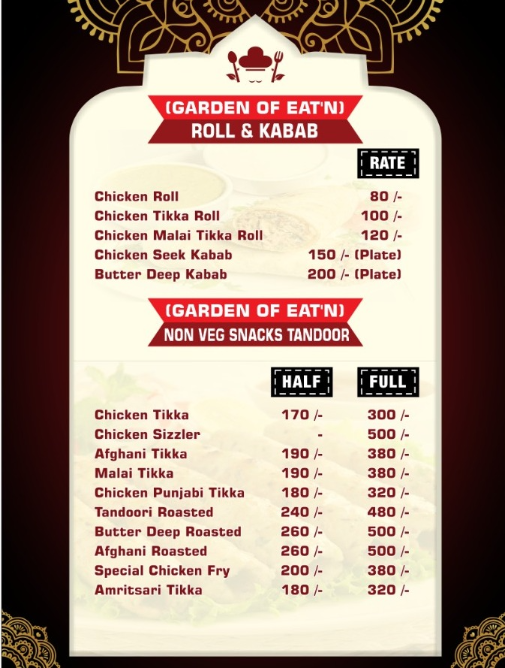 (GARDEN OF EAT'N)
ROLL & KABAB
RATE
Chicken Roll 80 /-
Chicken Tikka Roll 100 /-
Chicken Malai Tikka Roll 120 /-
Chicken Seek Kabab 150 /- (Plate)
Butter Deep Kabab 200 /- (Plate)
(GARDEN OF EAT'N)
NON VEG SNACKS TANDOOR
HALF FULL
Chicken Tikka 170 /- 300 /-
Chicken Sizzler - 500 /-
Afghani Tikka 190 /- 380 /-
Malai Tikka 190 /- 380 /-
Chicken Punjabi Tikka 180 /- 320 /-
Tandoori Roasted 240 /- 480 /-
Butter Deep Roasted 260 /- 500 /-
Afghani Roasted 260 /- 500 /-
Special Chicken Fry 200 /- 380 /-
Amritsari Tikka 180 /- 320 /-